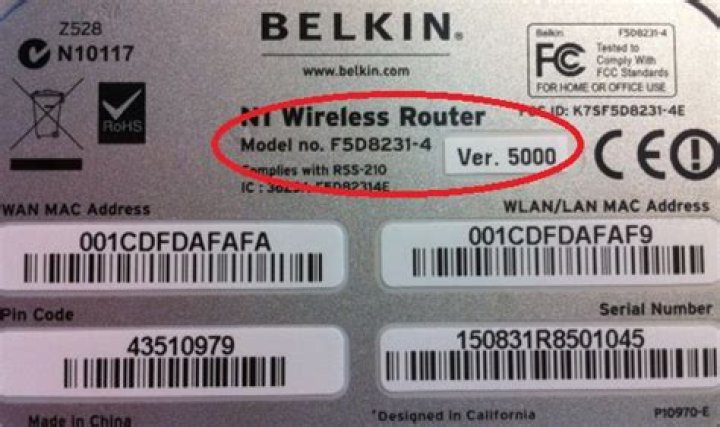 Z528
N10117
RoHS
BELKIN.
www.belkin.com
Belkin F5D8231-4
FC Tested to
Comply With
FCC Standards
FOR HOME OR OFFICE USE
N1 Wireless Router
ID: K7SF5D8231-4E
Model no. F5D8231-4
Ver. 5000
Complies with RSS-210
IC : F5D82314E
CE
WAN MAC Address
001CDFDAFAFA
WLAN/LAN MAC Address
001CDFDAFAF9
Pin Code
43510979
Serial Number
150831R8501045
Made in China
*Designed in California
P10970-E